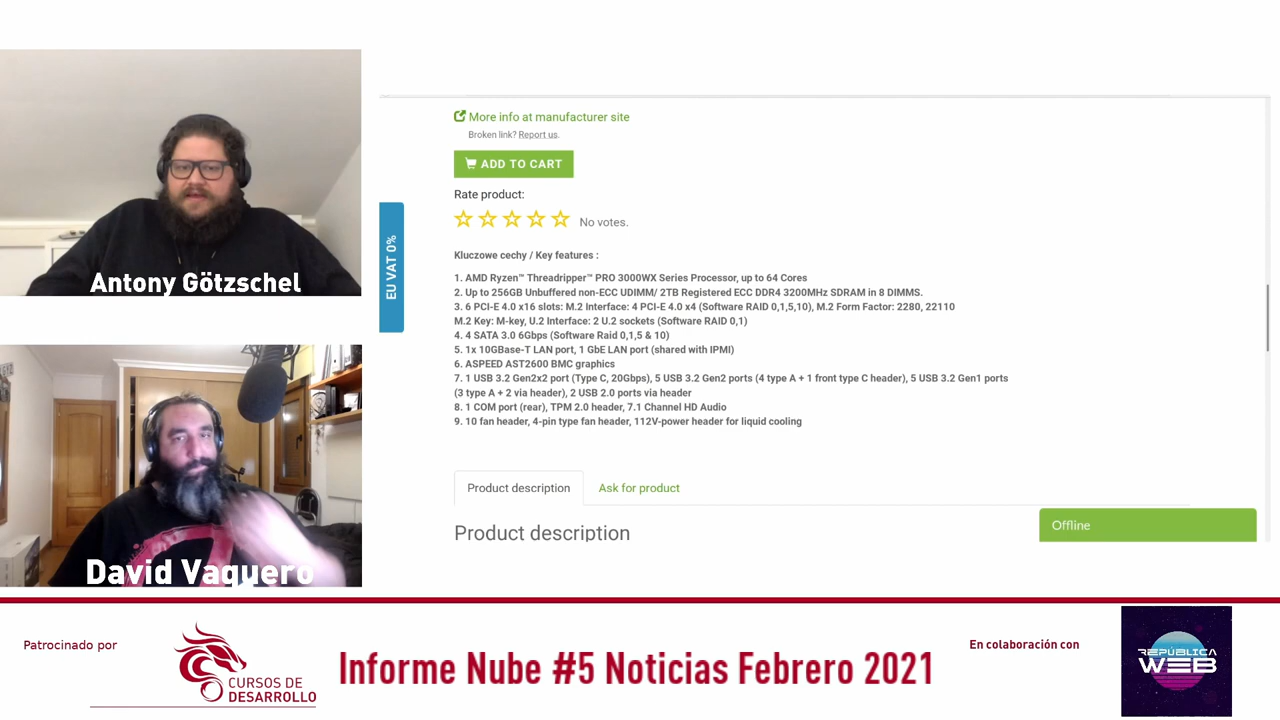 Antony Götzschel
David Vaquero
More info at manufacturer site
Broken link? Report us.
ADD TO CART
Rate product:
No votes.
EU VAT 0%
Kluczowe cechy / Key features :
1. AMD Ryzen™ Threadripper™ PRO 3000WX Series Processor, up to 64 Cores
2. Up to 256GB Unbuffered non-ECC UDIMM/ 2TB Registered ECC DDR4 3200MHz SDRAM in 8 DIMMS.
3. 6 PCI-E 4.0 x16 slots: M.2 Interface: 4 PCI-E 4.0 x4 (Software RAID 0,1,5,10), M.2 Form Factor: 2280, 22110
M.2 Key: M-key, U.2 Interface: 2 U.2 sockets (Software RAID 0,1)
4. 4 SATA 3.0 6Gbps (Software Raid 0,1,5 & 10)
5. 1x 10GBase-T LAN port, 1 GbE LAN port (shared with IPMI)
6. ASPEED AST2600 BMC graphics
7. 1 USB 3.2 Gen2x2 port (Type C, 20Gbps), 5 USB 3.2 Gen2 ports (4 type A + 1 front type C header), 5 USB 3.2 Gen1 ports
(3 type A + 2 via header), 2 USB 2.0 ports via header
8. 1 COM port (rear), TPM 2.0 header, 7.1 Channel HD Audio
9. 10 fan header, 4-pin type fan header, 112V-power header for liquid cooling
Product description
Ask for product
Product description
Offline
Patrocinado por
CURSOS DE
DESARROLLO
Informe Nube #5 Noticias Febrero 2021
En colaboración con
REPÚBLICA
WEB